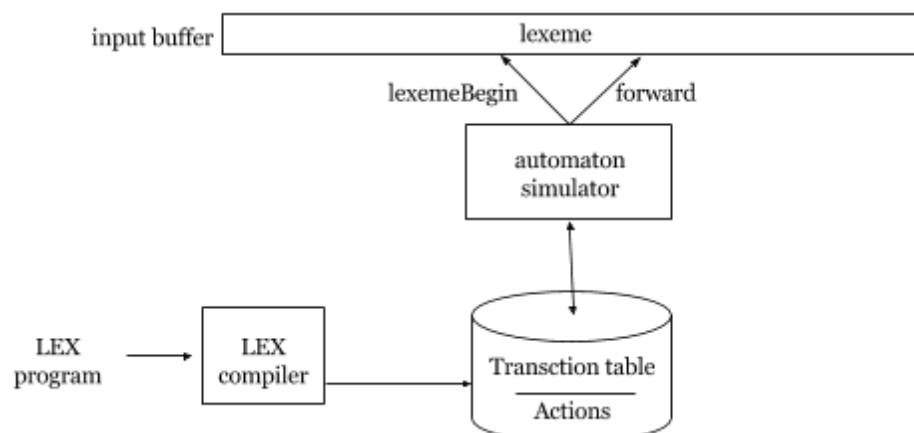 input buffer
lexeme
lexemeBegin
forward
automaton
simulator
LEX
program
LEX
compiler
Transction table
Actions